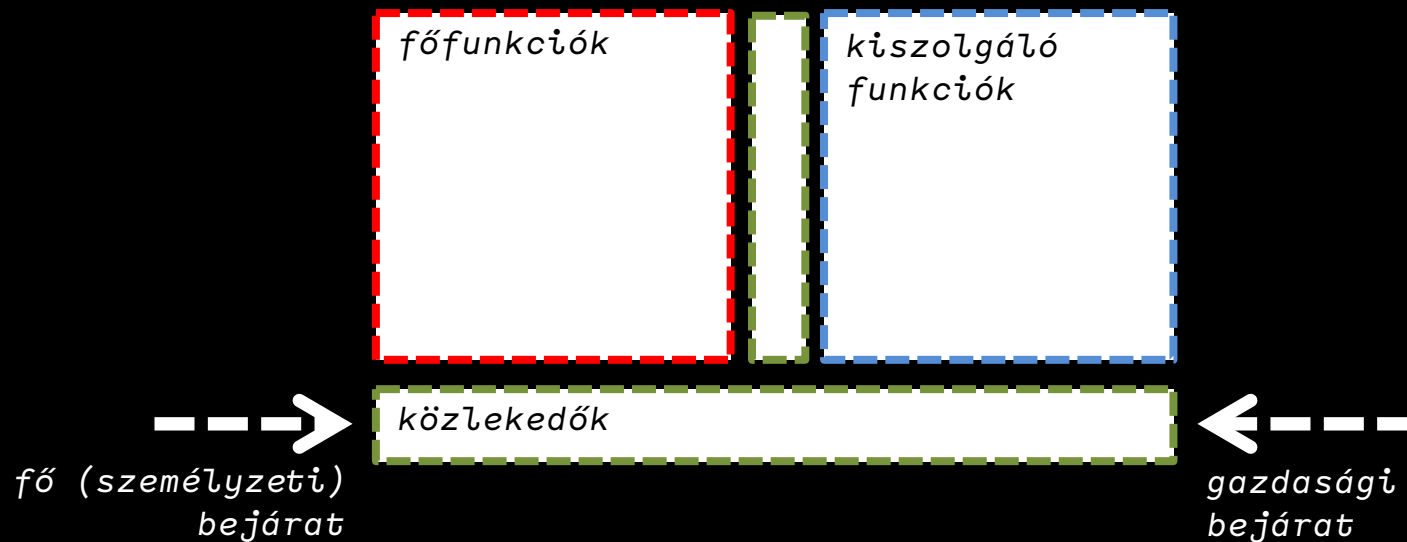 főfunkciók
kiszolgáló
funkciók
közlekedők
fő (személyzeti)
bejárat
gazdasági
bejárat